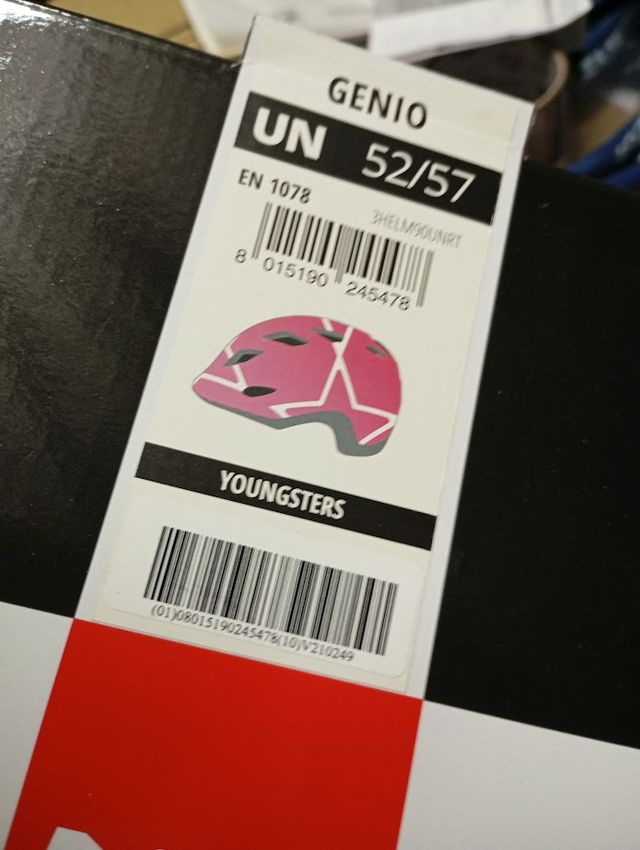 GENIO
UN 52/57
EN 1078
3HELM90UNRT
8 015190 245478
YOUNGSTERS
(01)08015190245478(10)V210249